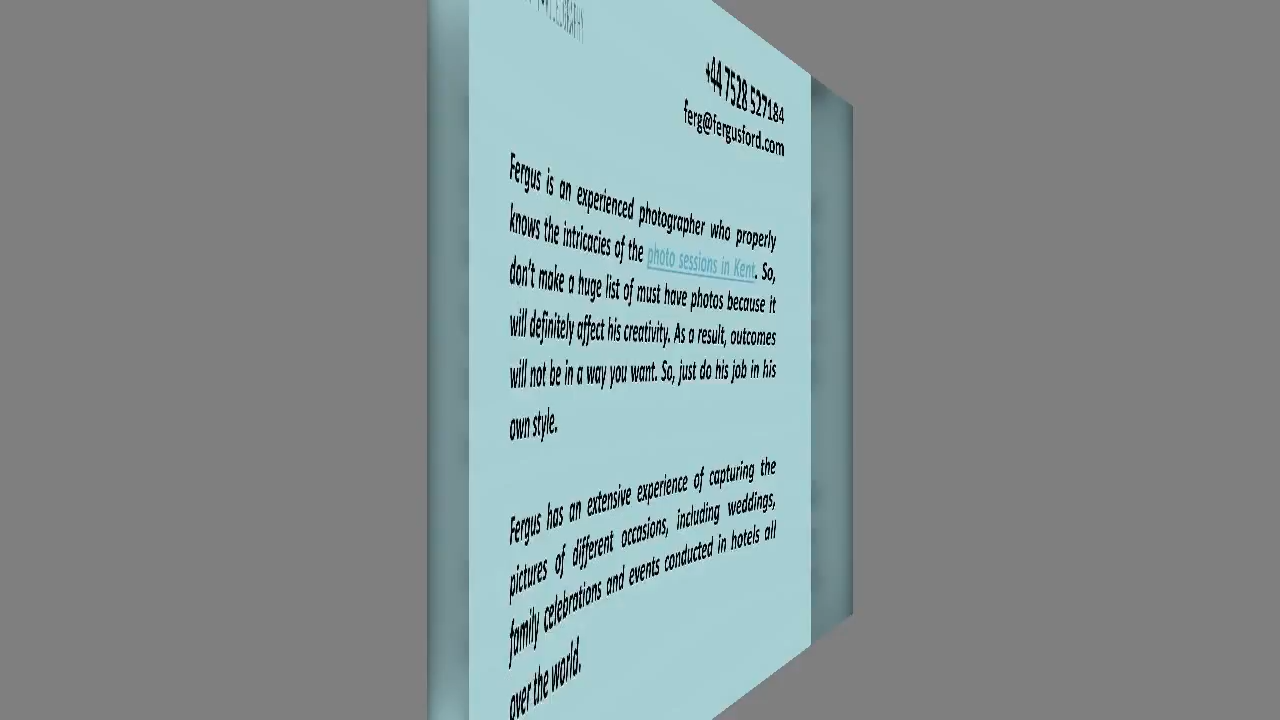 +44 7528 527184
ferg@fergusford.com
Fergus is an experienced photographer who properly
knows the intricacies of the photo sessions in Kent. So,
don't make a huge list of must have photos because it
will definitely affect his creativity. As a result, outcomes
will not be in a way you want. So, just do his job in his
own style.
Fergus has an extensive experience of capturing the
pictures of different occasions, including weddings,
family celebrations and events conducted in hotels all
over the world.